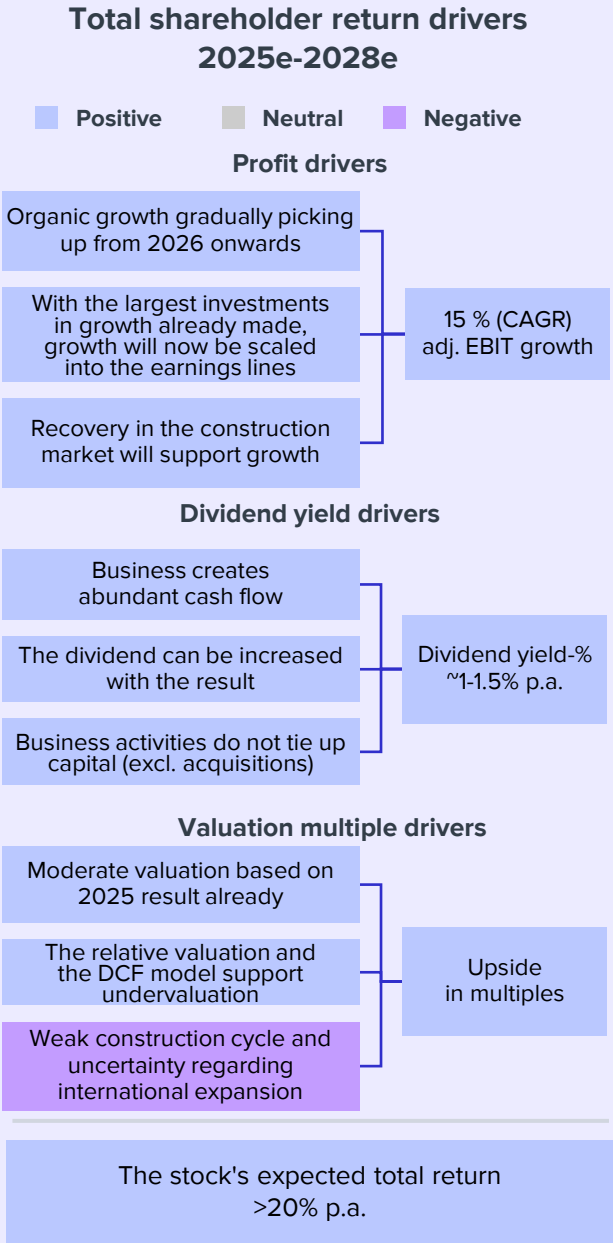 Total shareholder return drivers
2025e-2028e
Positive
Neutral
Negative
Profit drivers
Organic growth gradually picking
up from 2026 onwards
With the largest investments
in growth already made,
growth will now be scaled
into the earnings lines
Recovery in the construction
market will support growth
15 % (CAGR)
adj. EBIT growth
Dividend yield drivers
Business creates
abundant cash flow
The dividend can be increased
with the result
Business activities do not tie up
capital (excl. acquisitions)
Dividend yield-%
~1-1.5% p.a.
Valuation multiple drivers
Moderate valuation based on
2025 result already
The relative valuation and
the DCF model support
undervaluation
Weak construction cycle and
uncertainty regarding
international expansion
Upside
in multiples
The stock's expected total return
>20% p.a.